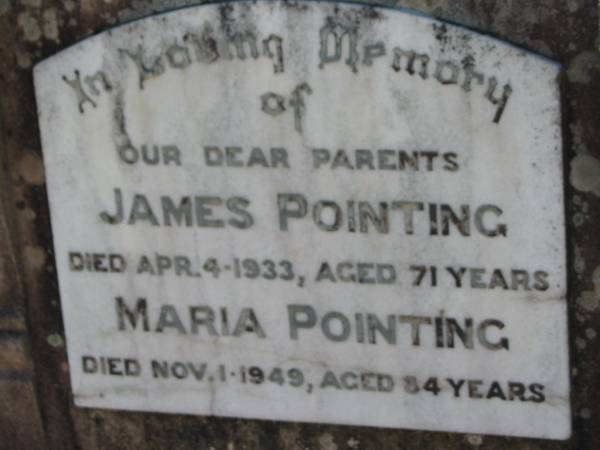 In Loving Memory
of
OUR DEAR PARENTS
JAMES POINTING
DIED APR. 4-1933, AGED 71 YEARS
MARIA POINTING
DIED NOV. 1-1949, AGED 84 YEARS